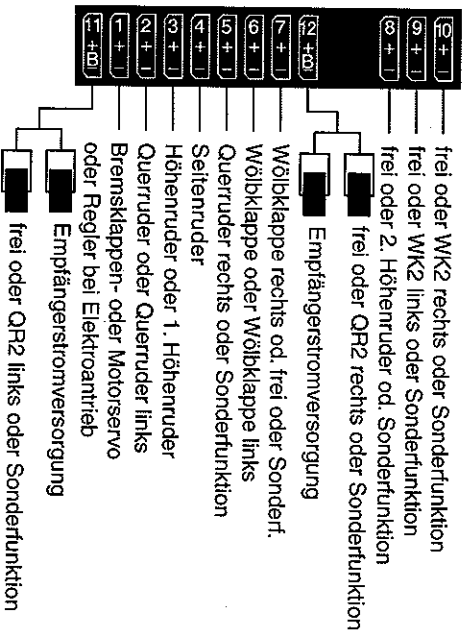 10 + - frei oder WK2 rechts oder Sonderfunktion
9 + - frei oder WK2 links oder Sonderfunktion
8 + - frei oder 2. Höhenruder od. Sonderfunktion
frei oder QR2 rechts oder Sonderfunktion
12 +B -
Empfängerstromversorgung
7 + - Wölbklappe rechts od. frei oder Sonderf.
6 + - Wölbklappe oder Wölbklappe links
5 + - Querruder rechts oder Sonderfunktion
4 + - Seitenruder
3 + - Höhenruder oder 1. Höhenruder
2 + - Querruder oder Querruder links
1 + - Bremsklappen- oder Motorservo
oder Regler bei Elektroantrieb
11 +B -
Empfängerstromversorgung
frei oder QR2 links oder Sonderfunktion